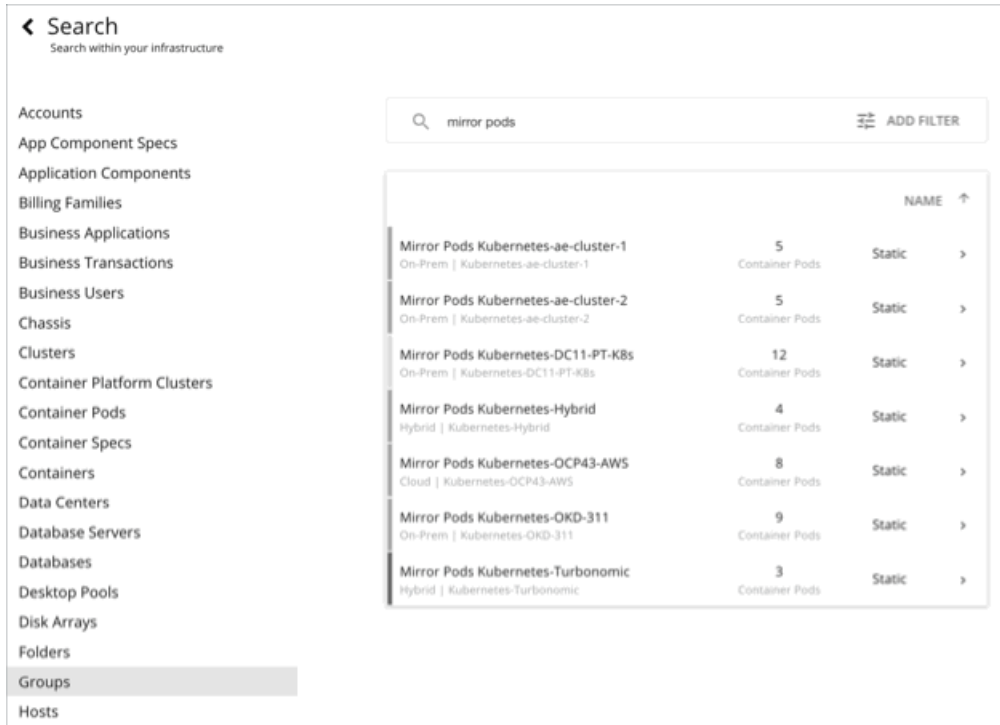 Search
Search within your infrastructure
Accounts
App Component Specs
Application Components
Billing Families
Business Applications
Business Transactions
Business Users
Chassis
Clusters
Container Platform Clusters
Container Pods
Container Specs
Containers
Data Centers
Database Servers
Databases
Desktop Pools
Disk Arrays
Folders
Groups
Hosts
mirror pods ADD FILTER
NAME
Mirror Pods Kubernetes-ae-cluster-1 5 Static
On-Prem | Kubernetes-ae-cluster-1 Container Pods
Mirror Pods Kubernetes-ae-cluster-2 5 Static
On-Prem | Kubernetes-ae-cluster-2 Container Pods
Mirror Pods Kubernetes-DC11-PT-K8s 12 Static
On-Prem | Kubernetes-DC11-PT-K8s Container Pods
Mirror Pods Kubernetes-Hybrid 4 Static
Hybrid | Kubernetes-Hybrid Container Pods
Mirror Pods Kubernetes-OCP43-AWS 8 Static
Cloud | Kubernetes-OCP43-AWS Container Pods
Mirror Pods Kubernetes-OKD-311 9 Static
On-Prem | Kubernetes-OKD-311 Container Pods
Mirror Pods Kubernetes-Turbonomic 3 Static
Hybrid | Kubernetes-Turbonomic Container Pods